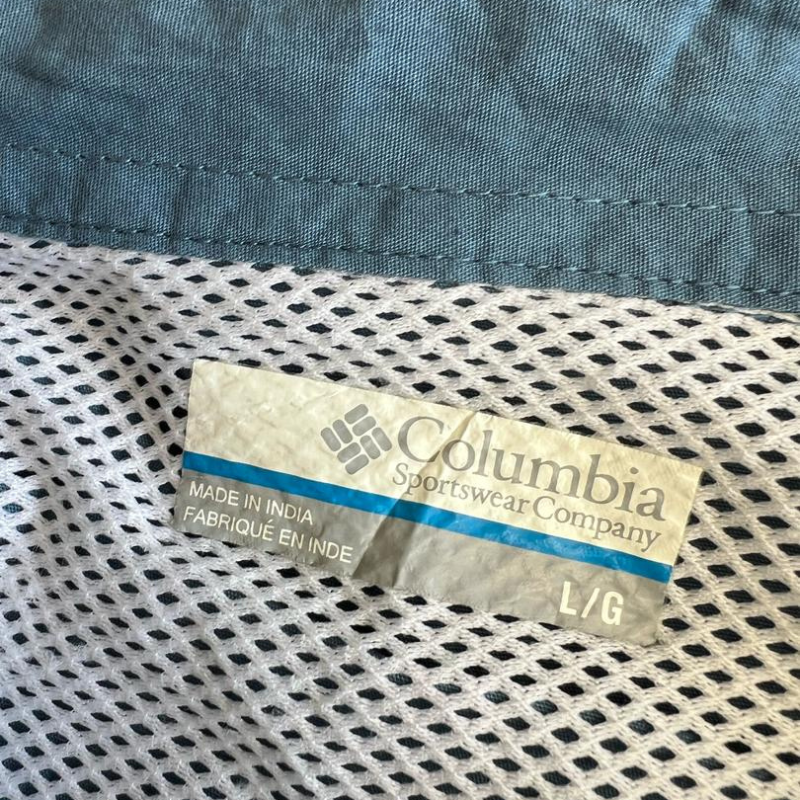 Columbia
Sportswear Company
MADE IN INDIA
FABRIQUÉ EN INDE
L/G